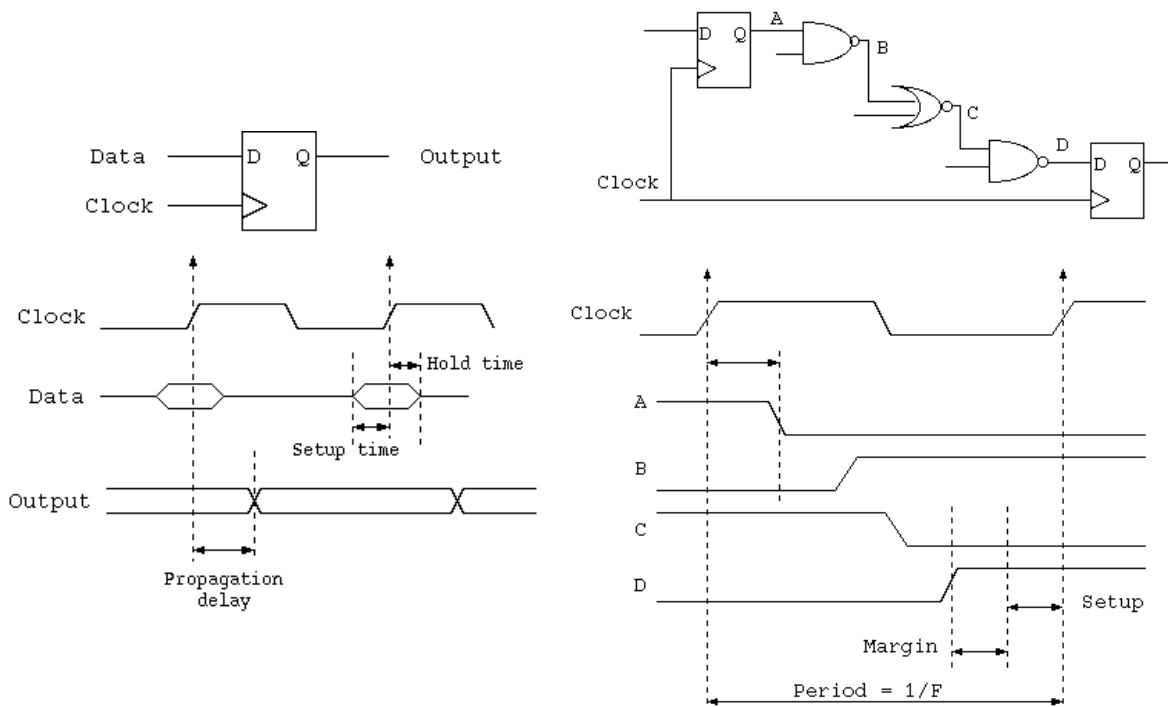 D Q
Data
Output
Clock
Clock
Hold time
Data
Setup time
Output
Propagation
delay
A
D Q
B
C
D
D Q
Clock
Clock
A
B
C
D
Setup
Margin
Period = 1/F